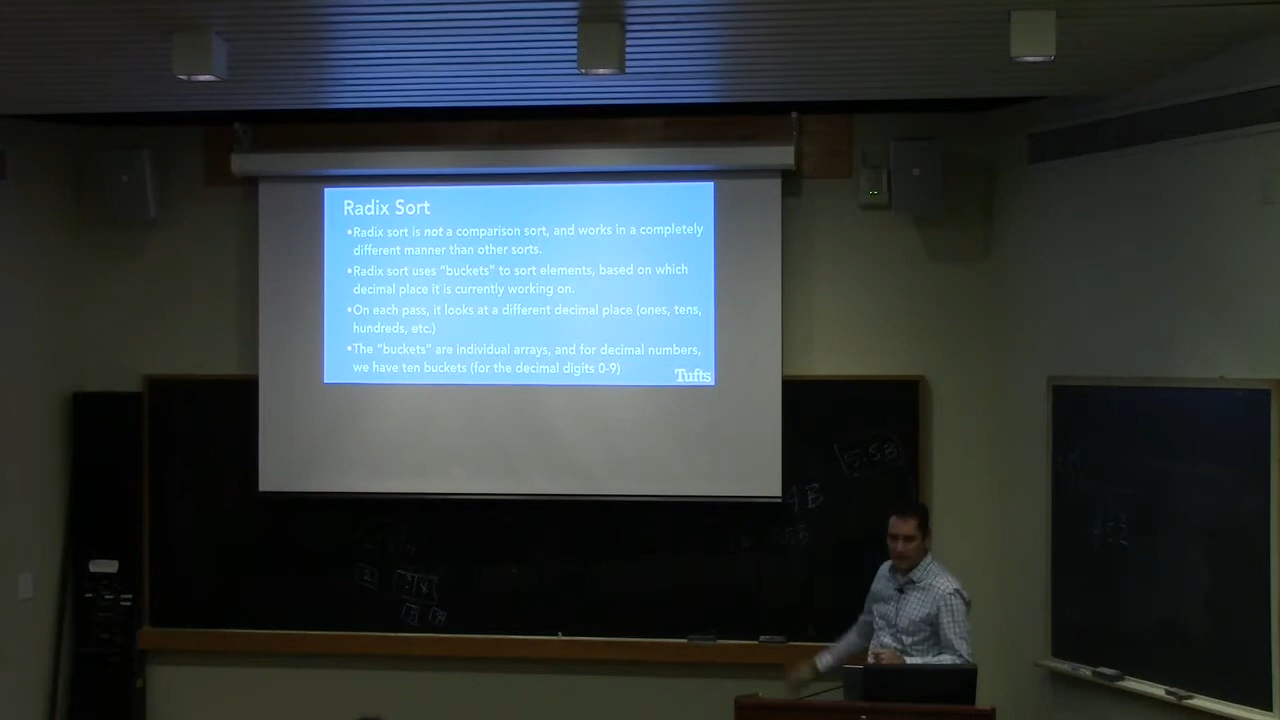 Radix Sort
•Radix sort is not a comparison sort, and works in a completely
different manner than other sorts.
•Radix sort uses “buckets” to sort elements, based on which
decimal place it is currently working on.
•On each pass, it looks at a different decimal place (ones, tens,
hundreds, etc.)
•The “buckets” are individual arrays, and for decimal numbers,
we have ten buckets (for the decimal digits 0-9)
Tufts
5.5B
4 B